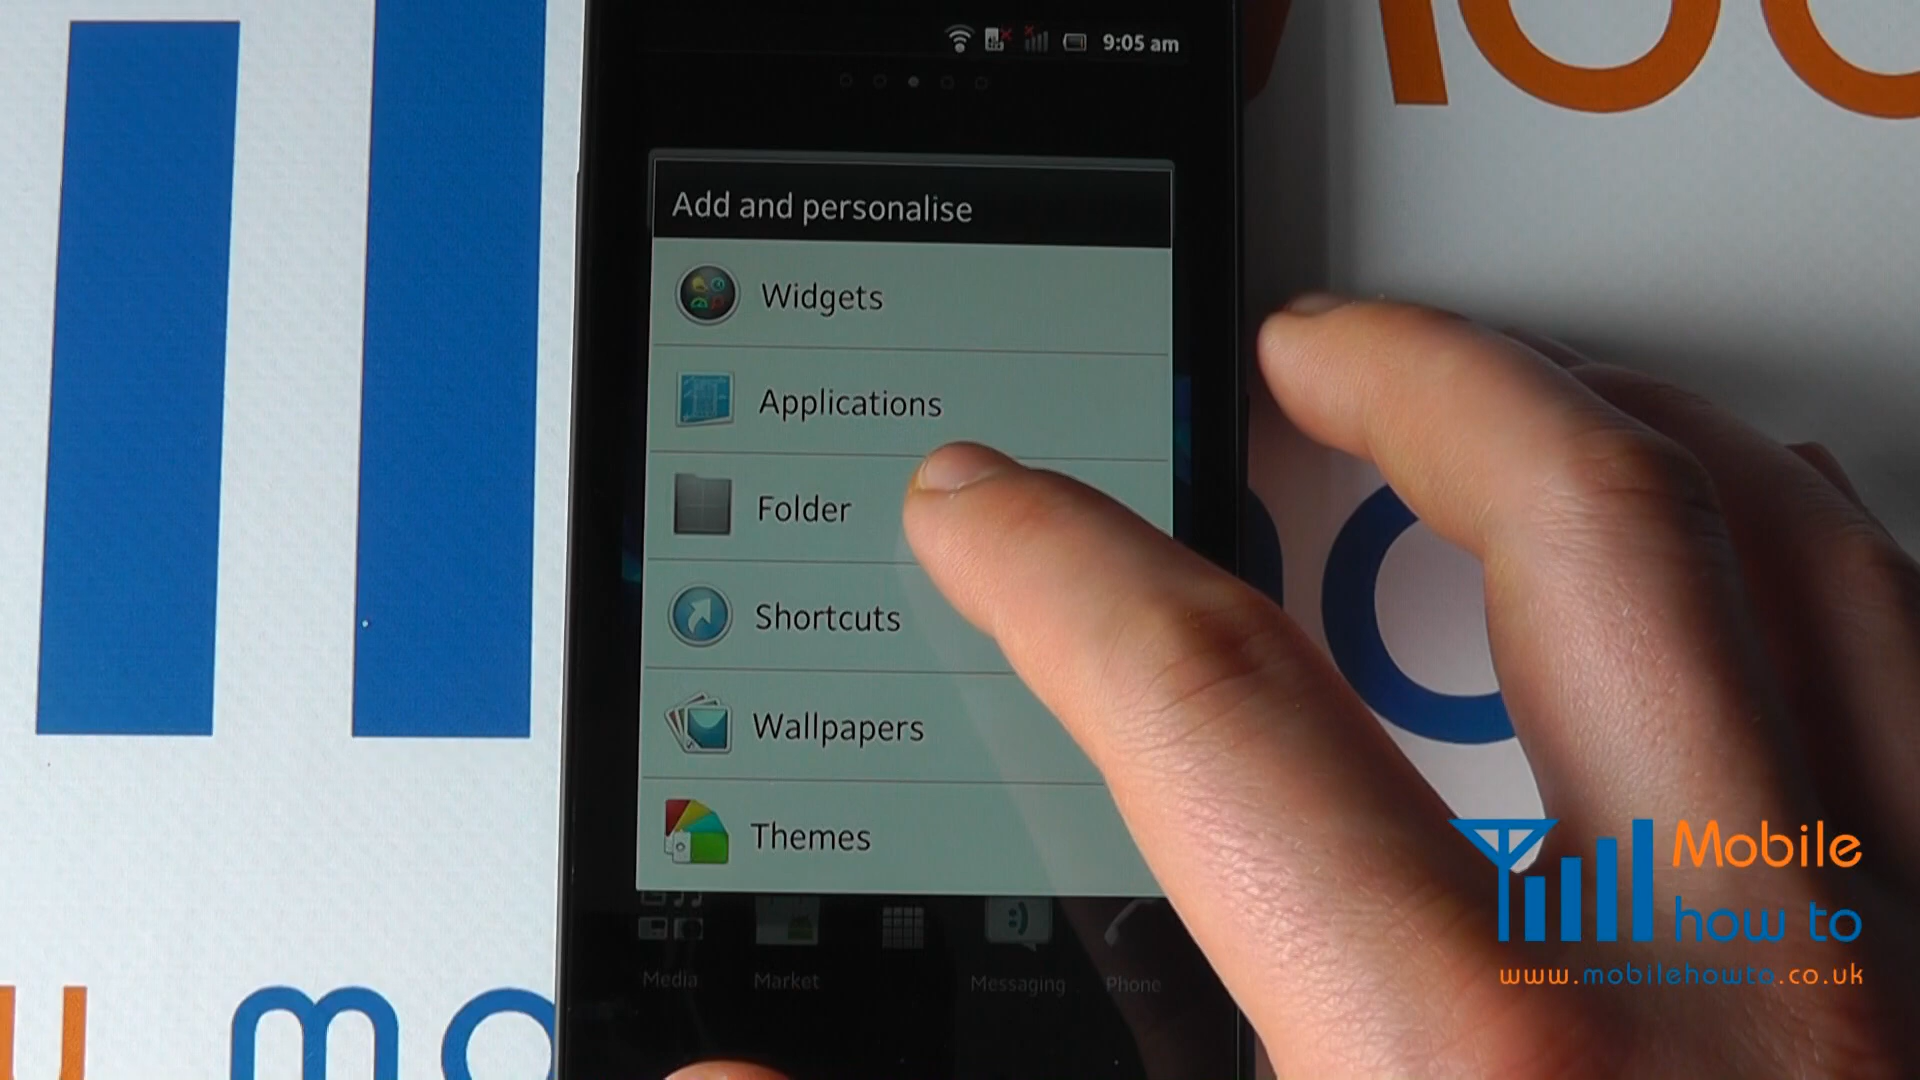 9:05 am
Add and personalise
Widgets
Applications
Folder
Shortcuts
Wallpapers
Themes
Media
Market
Messaging
Phone
Mobile
how to
www.mobilehowto.co.uk
mo